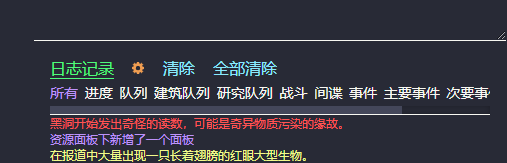 日志记录 清除 全部清除
所有 进度 队列 建筑队列 研究队列 战斗 间谍 事件 主要事件 次要事
黑洞开始发出奇怪的读数，可能是奇异物质污染的缘故。
资源面板下新增了一个面板
在报道中大量出现一只长着翅膀的红眼大型生物。